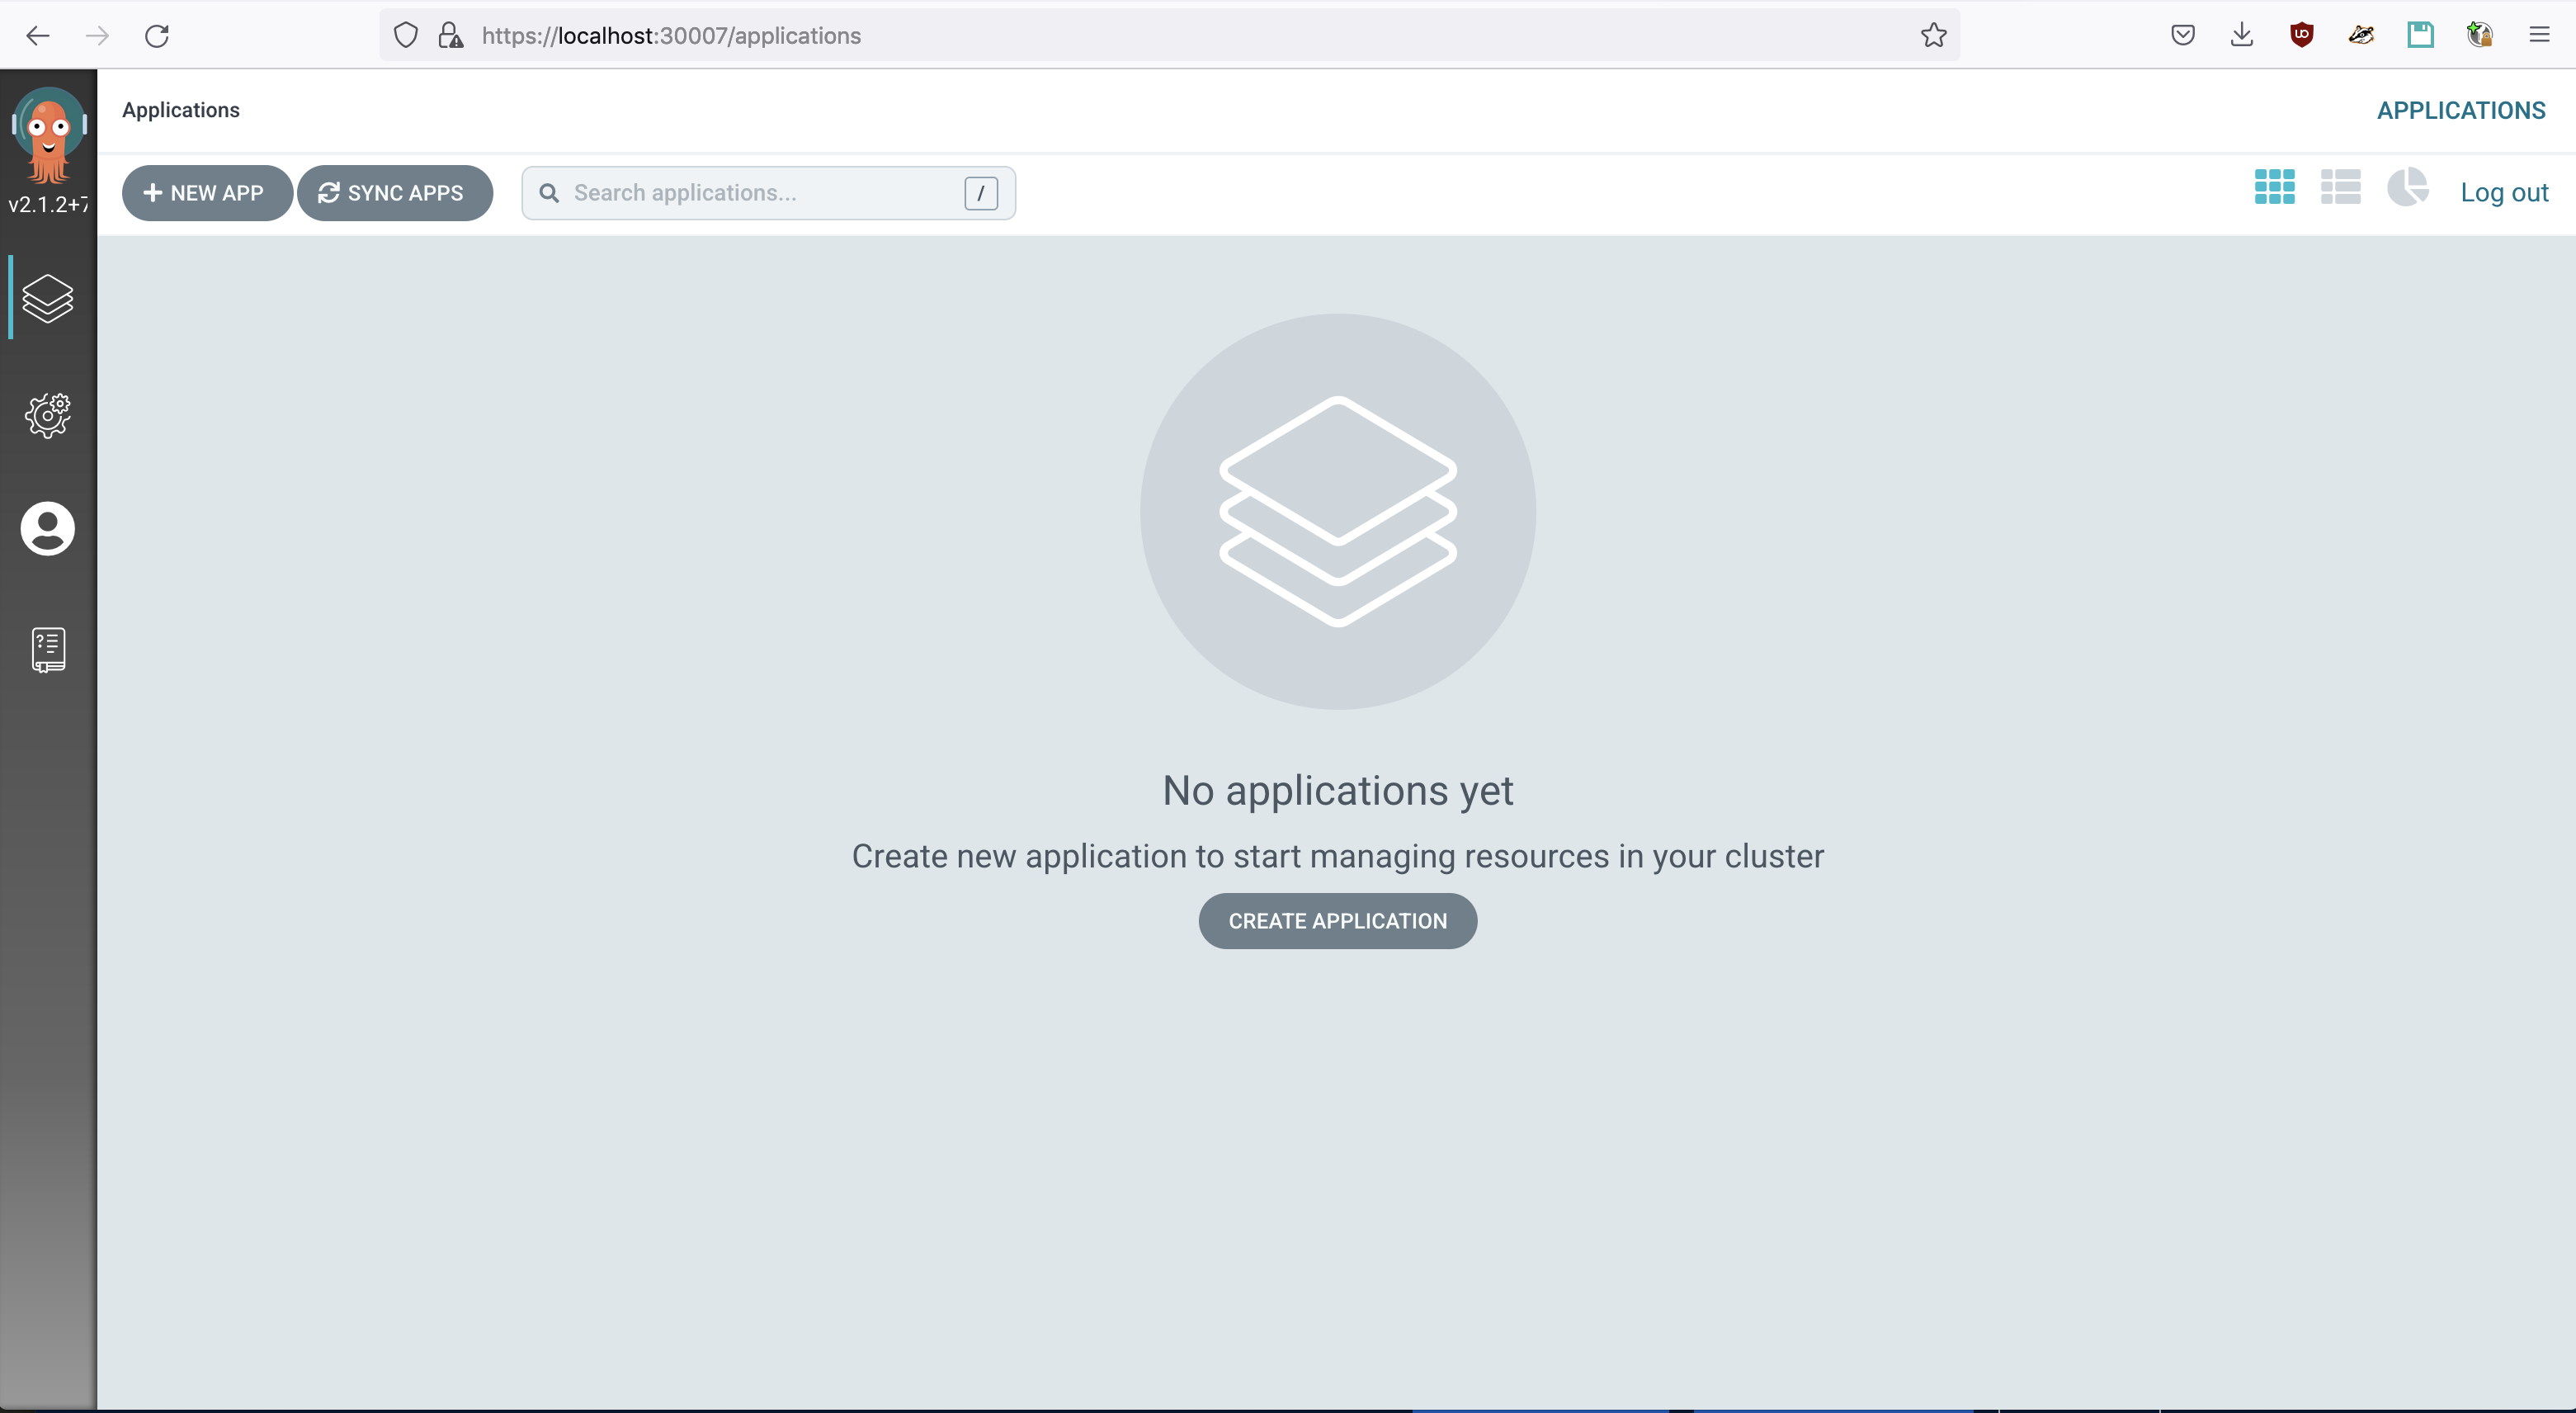 https://localhost:30007/applications
Applications
APPLICATIONS
v2.1.2+7
NEW APP
SYNC APPS
Search applications...
/
Log out
No applications yet
Create new application to start managing resources in your cluster
CREATE APPLICATION